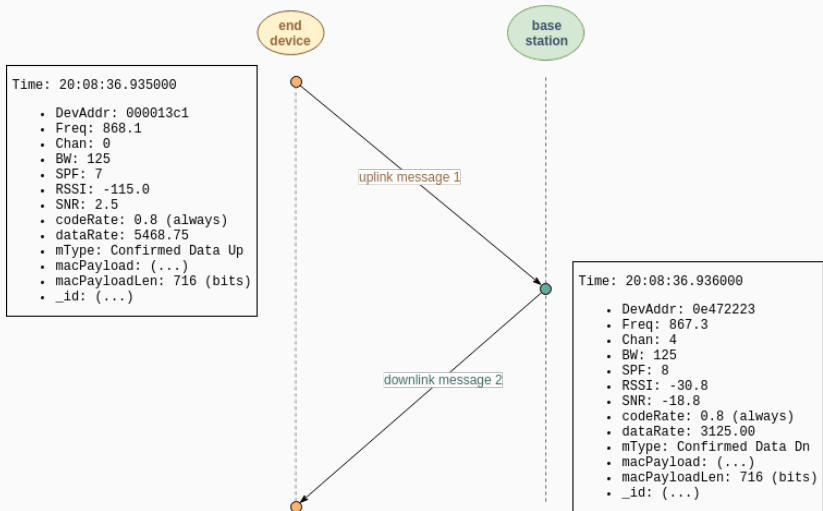 end
device
base
station
Time: 20:08:36.935000
• DevAddr: 000013c1
• Freq: 868.1
• Chan: 0
• BW: 125
• SPF: 7
• RSSI: -115.0
• SNR: 2.5
• codeRate: 0.8 (always)
• dataRate: 5468.75
• mType: Confirmed Data Up
• macPayload: (...)
• macPayloadLen: 716 (bits)
• _id: (...)
uplink message 1
Time: 20:08:36.936000
• DevAddr: 0e472223
• Freq: 867.3
• Chan: 4
• BW: 125
• SPF: 8
• RSSI: -30.8
• SNR: -18.8
• codeRate: 0.8 (always)
• dataRate: 3125.00
• mType: Confirmed Data Dn
• macPayload: (...)
• macPayloadLen: 716 (bits)
• _id: (...)
downlink message 2